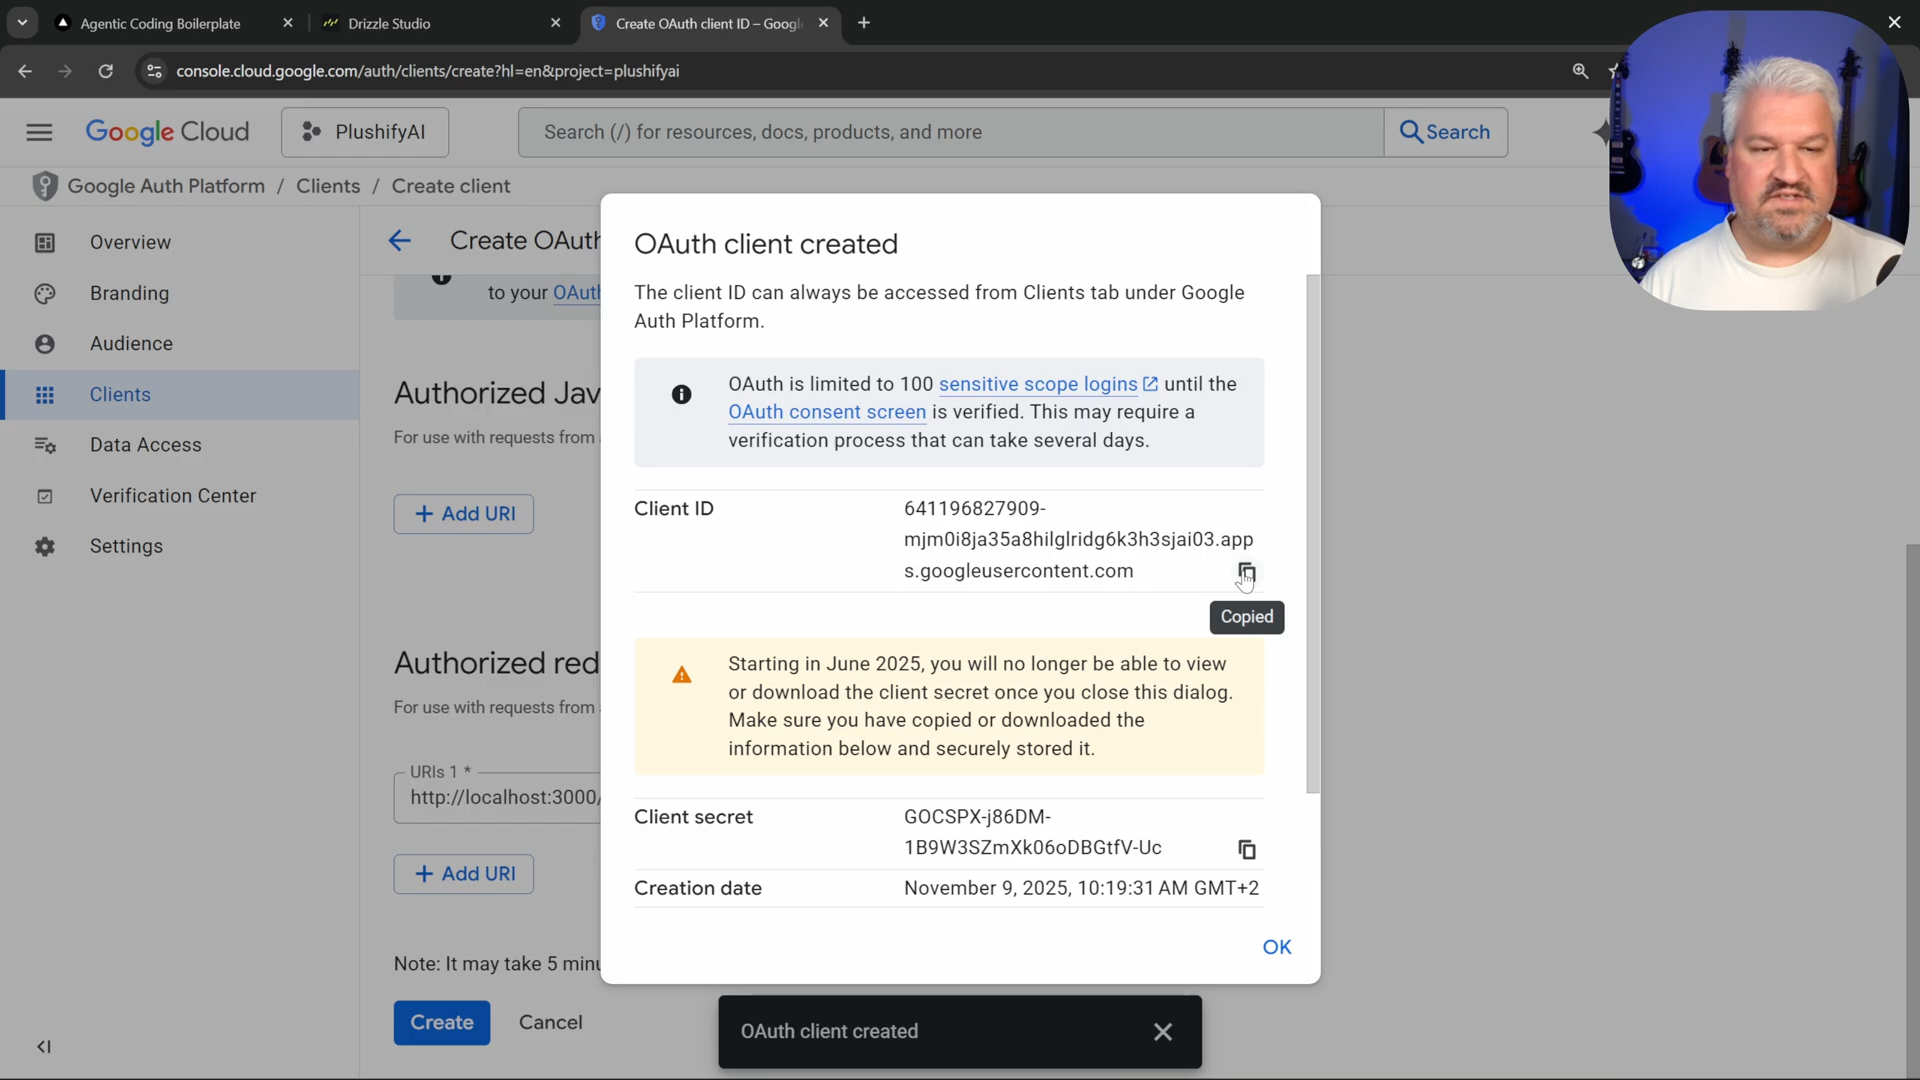 Agentic Coding Boilerplate
Drizzle Studio
Create OAuth client ID – Googl
console.cloud.google.com/auth/clients/create?hl=en&project=plushifyai
Google Cloud
PlushifyAI
Search (/) for resources, docs, products, and more
Search
Google Auth Platform / Clients / Create client
Overview
Branding
Audience
Clients
Data Access
Verification Center
Settings
Create OAuth
to your OAuth
Authorized Jav
For use with requests from
+ Add URI
Authorized red
For use with requests from
URIs 1 *
http://localhost:3000/
+ Add URI
Note: It may take 5 minu
Create
Cancel
OAuth client created
The client ID can always be accessed from Clients tab under Google
Auth Platform.
OAuth is limited to 100 sensitive scope logins until the
OAuth consent screen is verified. This may require a
verification process that can take several days.
Client ID
641196827909-
mjm0i8ja35a8hilglridg6k3h3sjai03.app
s.googleusercontent.com
Copied
Starting in June 2025, you will no longer be able to view
or download the client secret once you close this dialog.
Make sure you have copied or downloaded the
information below and securely stored it.
Client secret
GOCSPX-j86DM-
1B9W3SZmXk06oDBGtfV-Uc
Creation date
November 9, 2025, 10:19:31 AM GMT+2
OK
OAuth client created